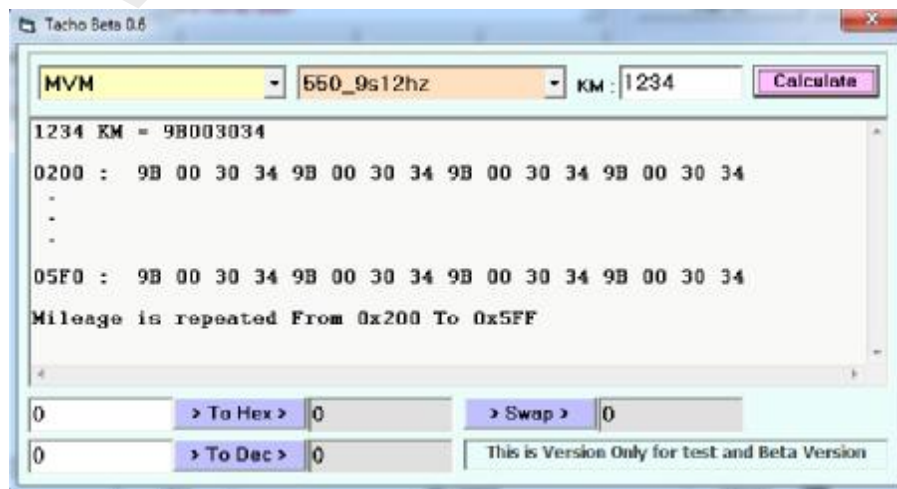 Tacho Beta 0.6
MVM 550_9s12hz KM : 1234 Calculate
1234 KM = 9B003034
0200 : 9B 00 30 34 9B 00 30 34 9B 00 30 34 9B 00 30 34
-
-
-
05F0 : 9B 00 30 34 9B 00 30 34 9B 00 30 34 9B 00 30 34
Mileage is repeated From 0x200 To 0x5FF
0 > To Hex > 0 > Swap > 0
0 > To Dec > 0 This is Version Only for test and Beta Version